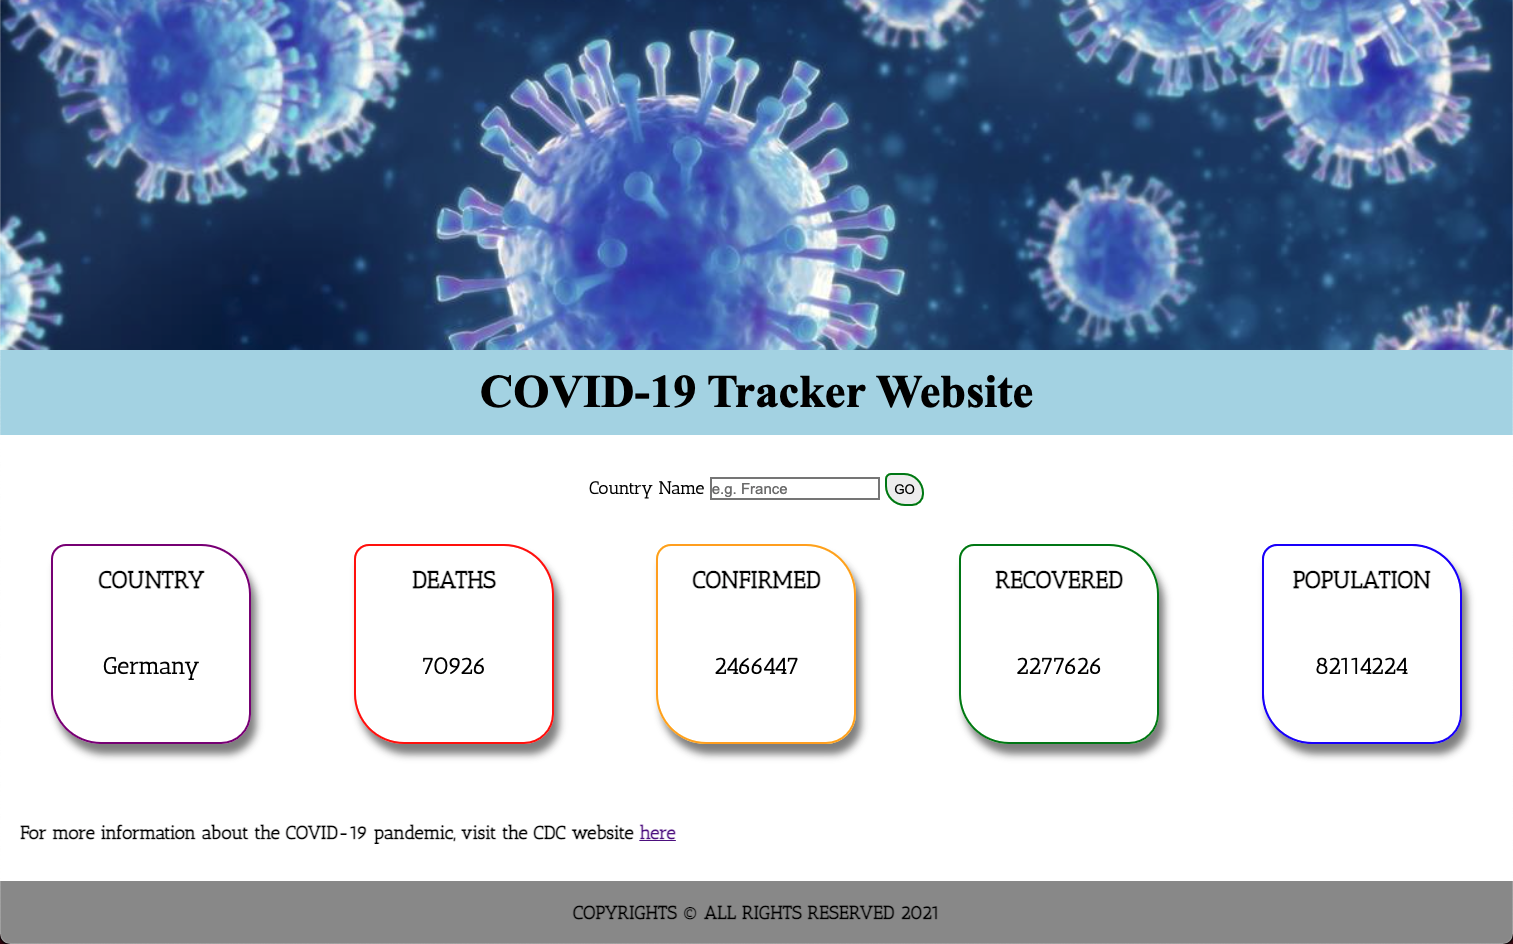 COVID-19 Tracker Website
Country Name e.g. France GO
COUNTRY
Germany
DEATHS
70926
CONFIRMED
2466447
RECOVERED
2277626
POPULATION
82114224
For more information about the COVID-19 pandemic, visit the CDC website here
COPYRIGHTS © ALL RIGHTS RESERVED 2021